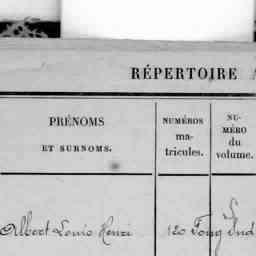 RÉPERTOIRE A
PRÉNOMS
ET SURNOMS.
NUMÉROS
ma-
tricules.
NU-
MÉRO
du
volume.
Albert Louis Henri
120